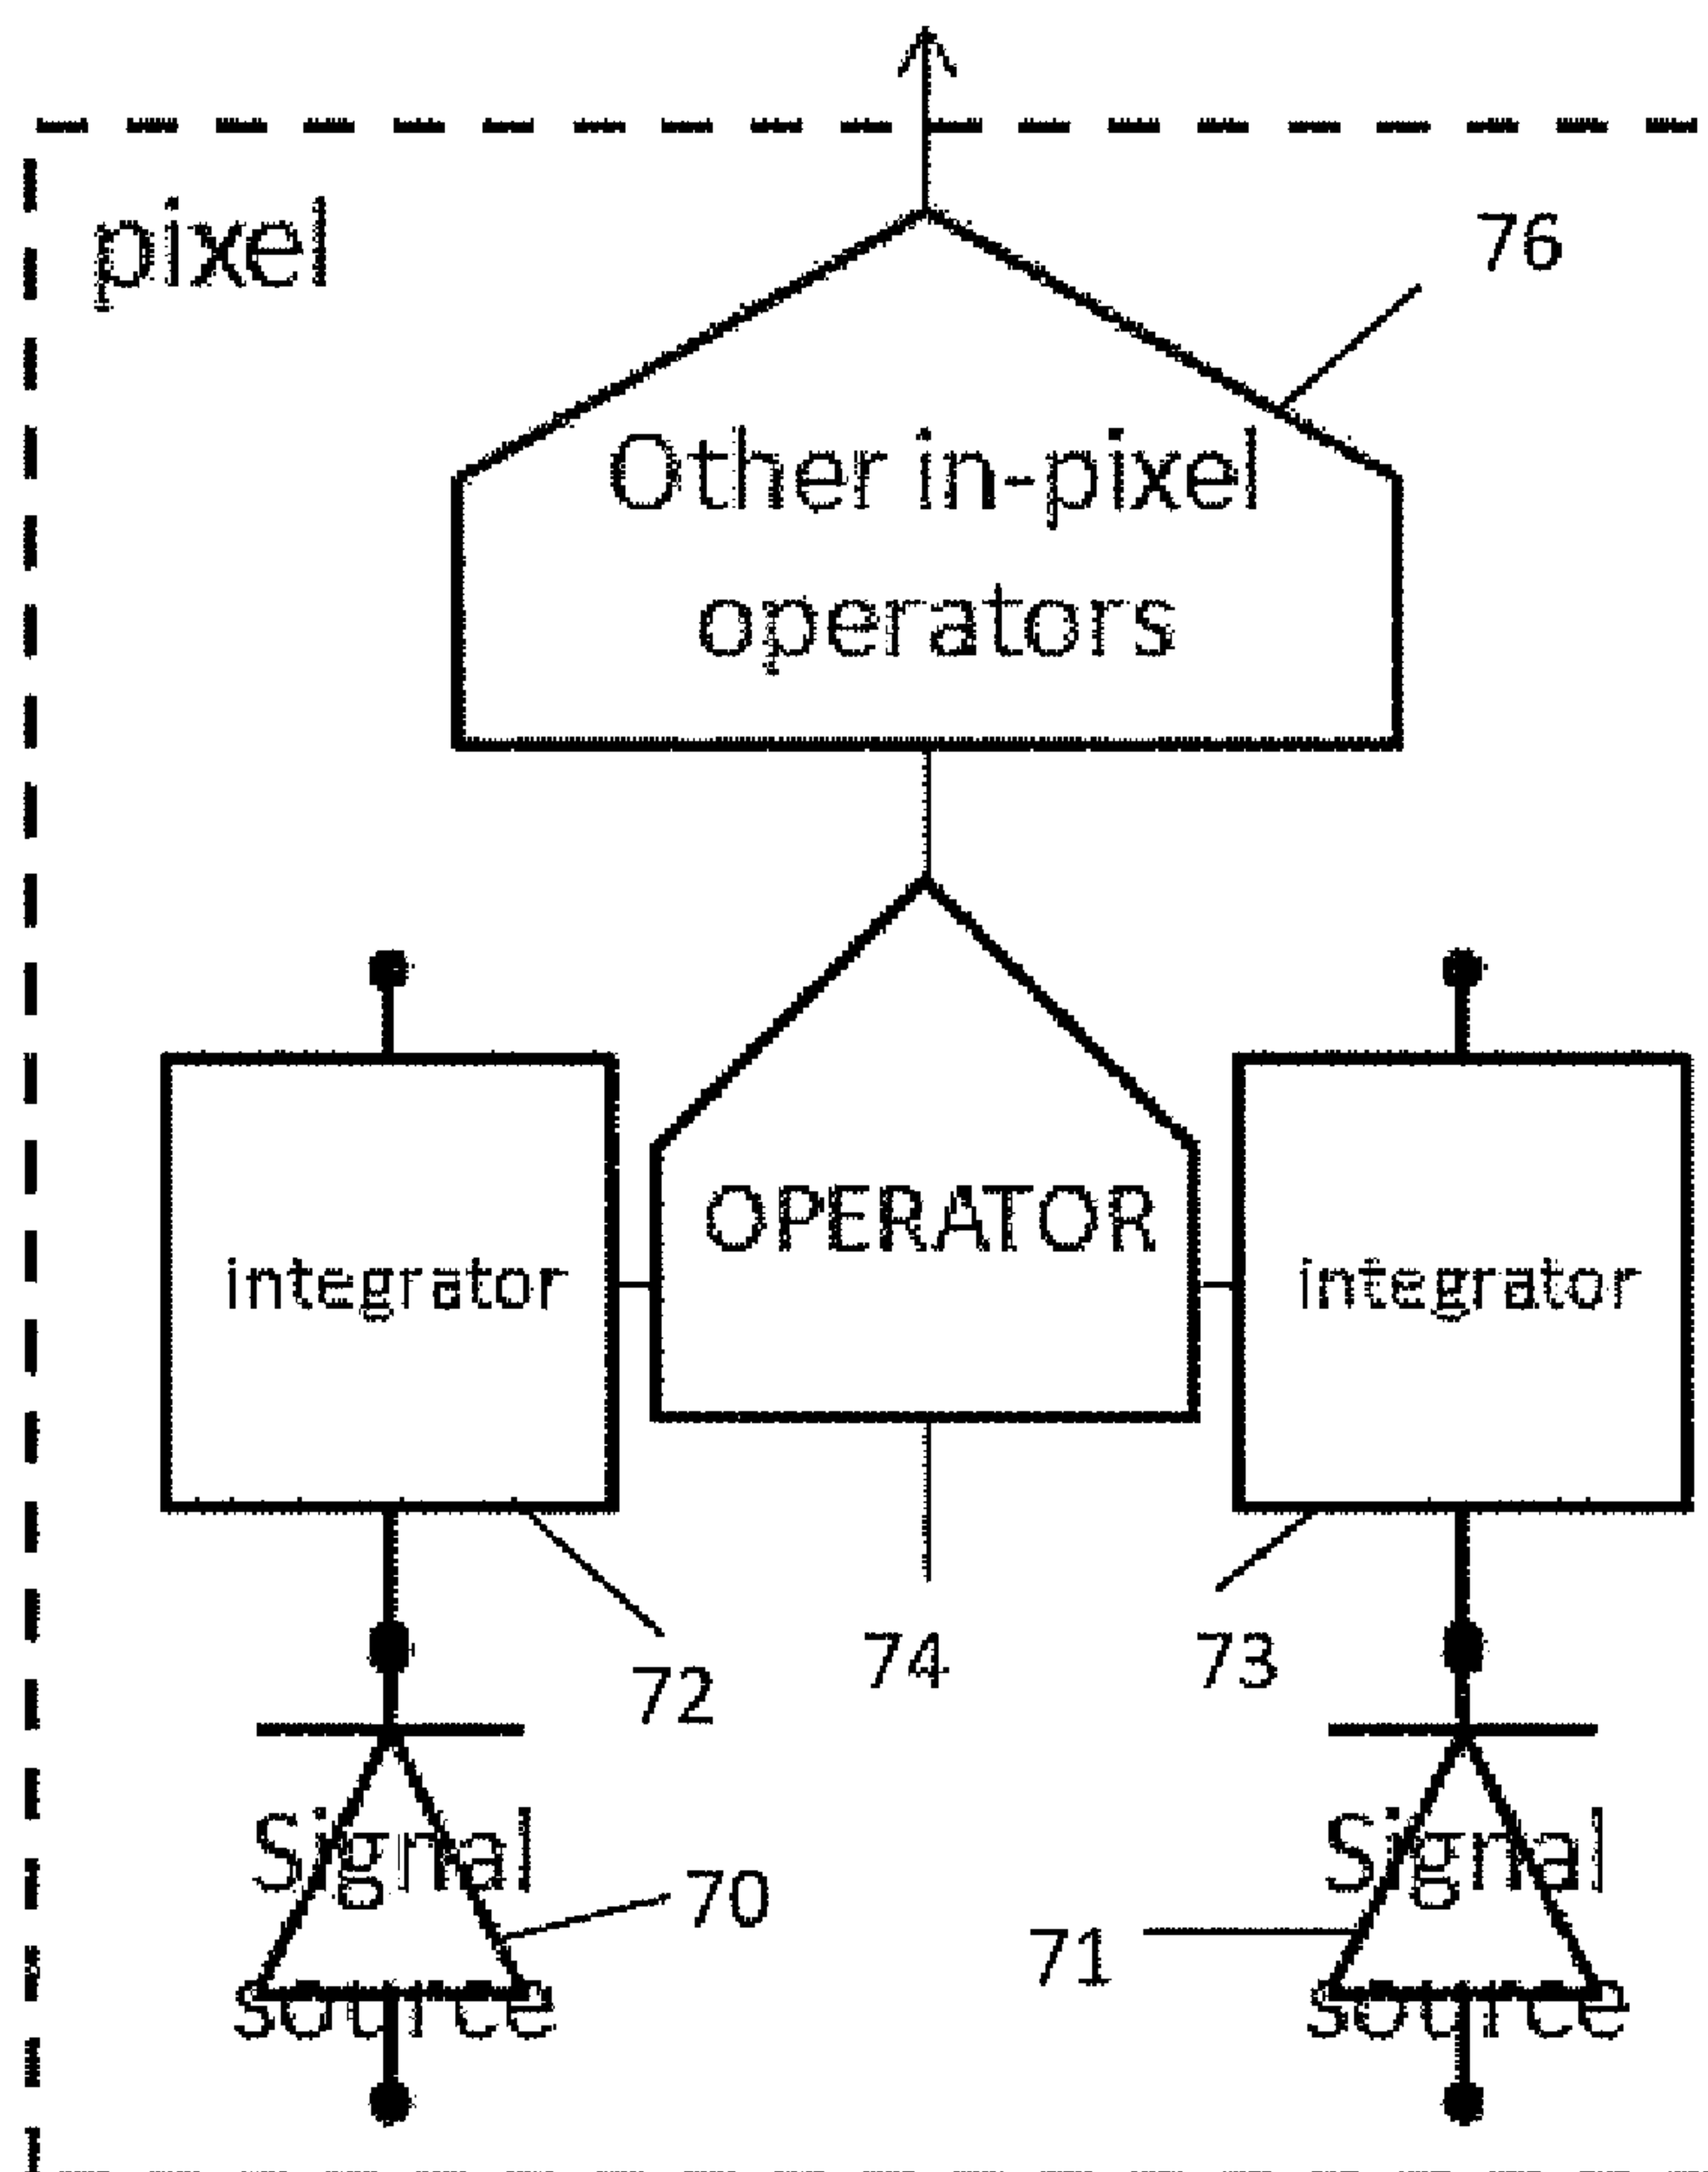 pixel
76
Other in-pixel
operators
OPERATOR
integrator
integrator
74
73
72
Signal
source
70
Signal
source
71